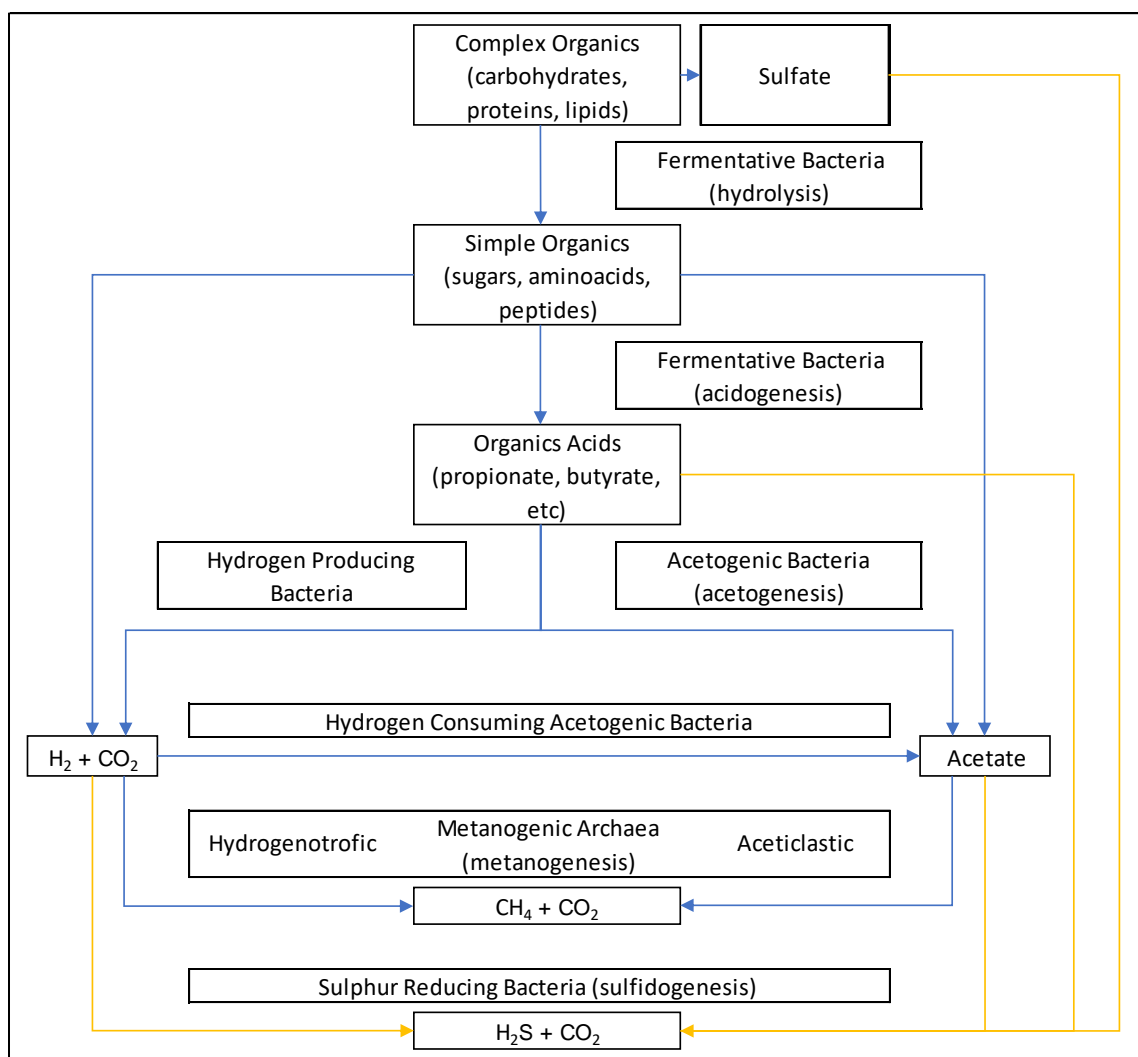 Complex Organics
(carbohydrates,
proteins, lipids)
Sulfate
Fermentative Bacteria
(hydrolysis)
Simple Organics
(sugars, aminoacids,
peptides)
Fermentative Bacteria
(acidogenesis)
Organics Acids
(propionate, butyrate,
etc)
Hydrogen Producing
Bacteria
Acetogenic Bacteria
(acetogenesis)
Hydrogen Consuming Acetogenic Bacteria
H₂ + CO₂
Acetate
Hydrogenotrofic
Metanogenic Archaea
(metanogenesis)
Aceticlastic
CH₄ + CO₂
Sulphur Reducing Bacteria (sulfidogenesis)
H₂S + CO₂